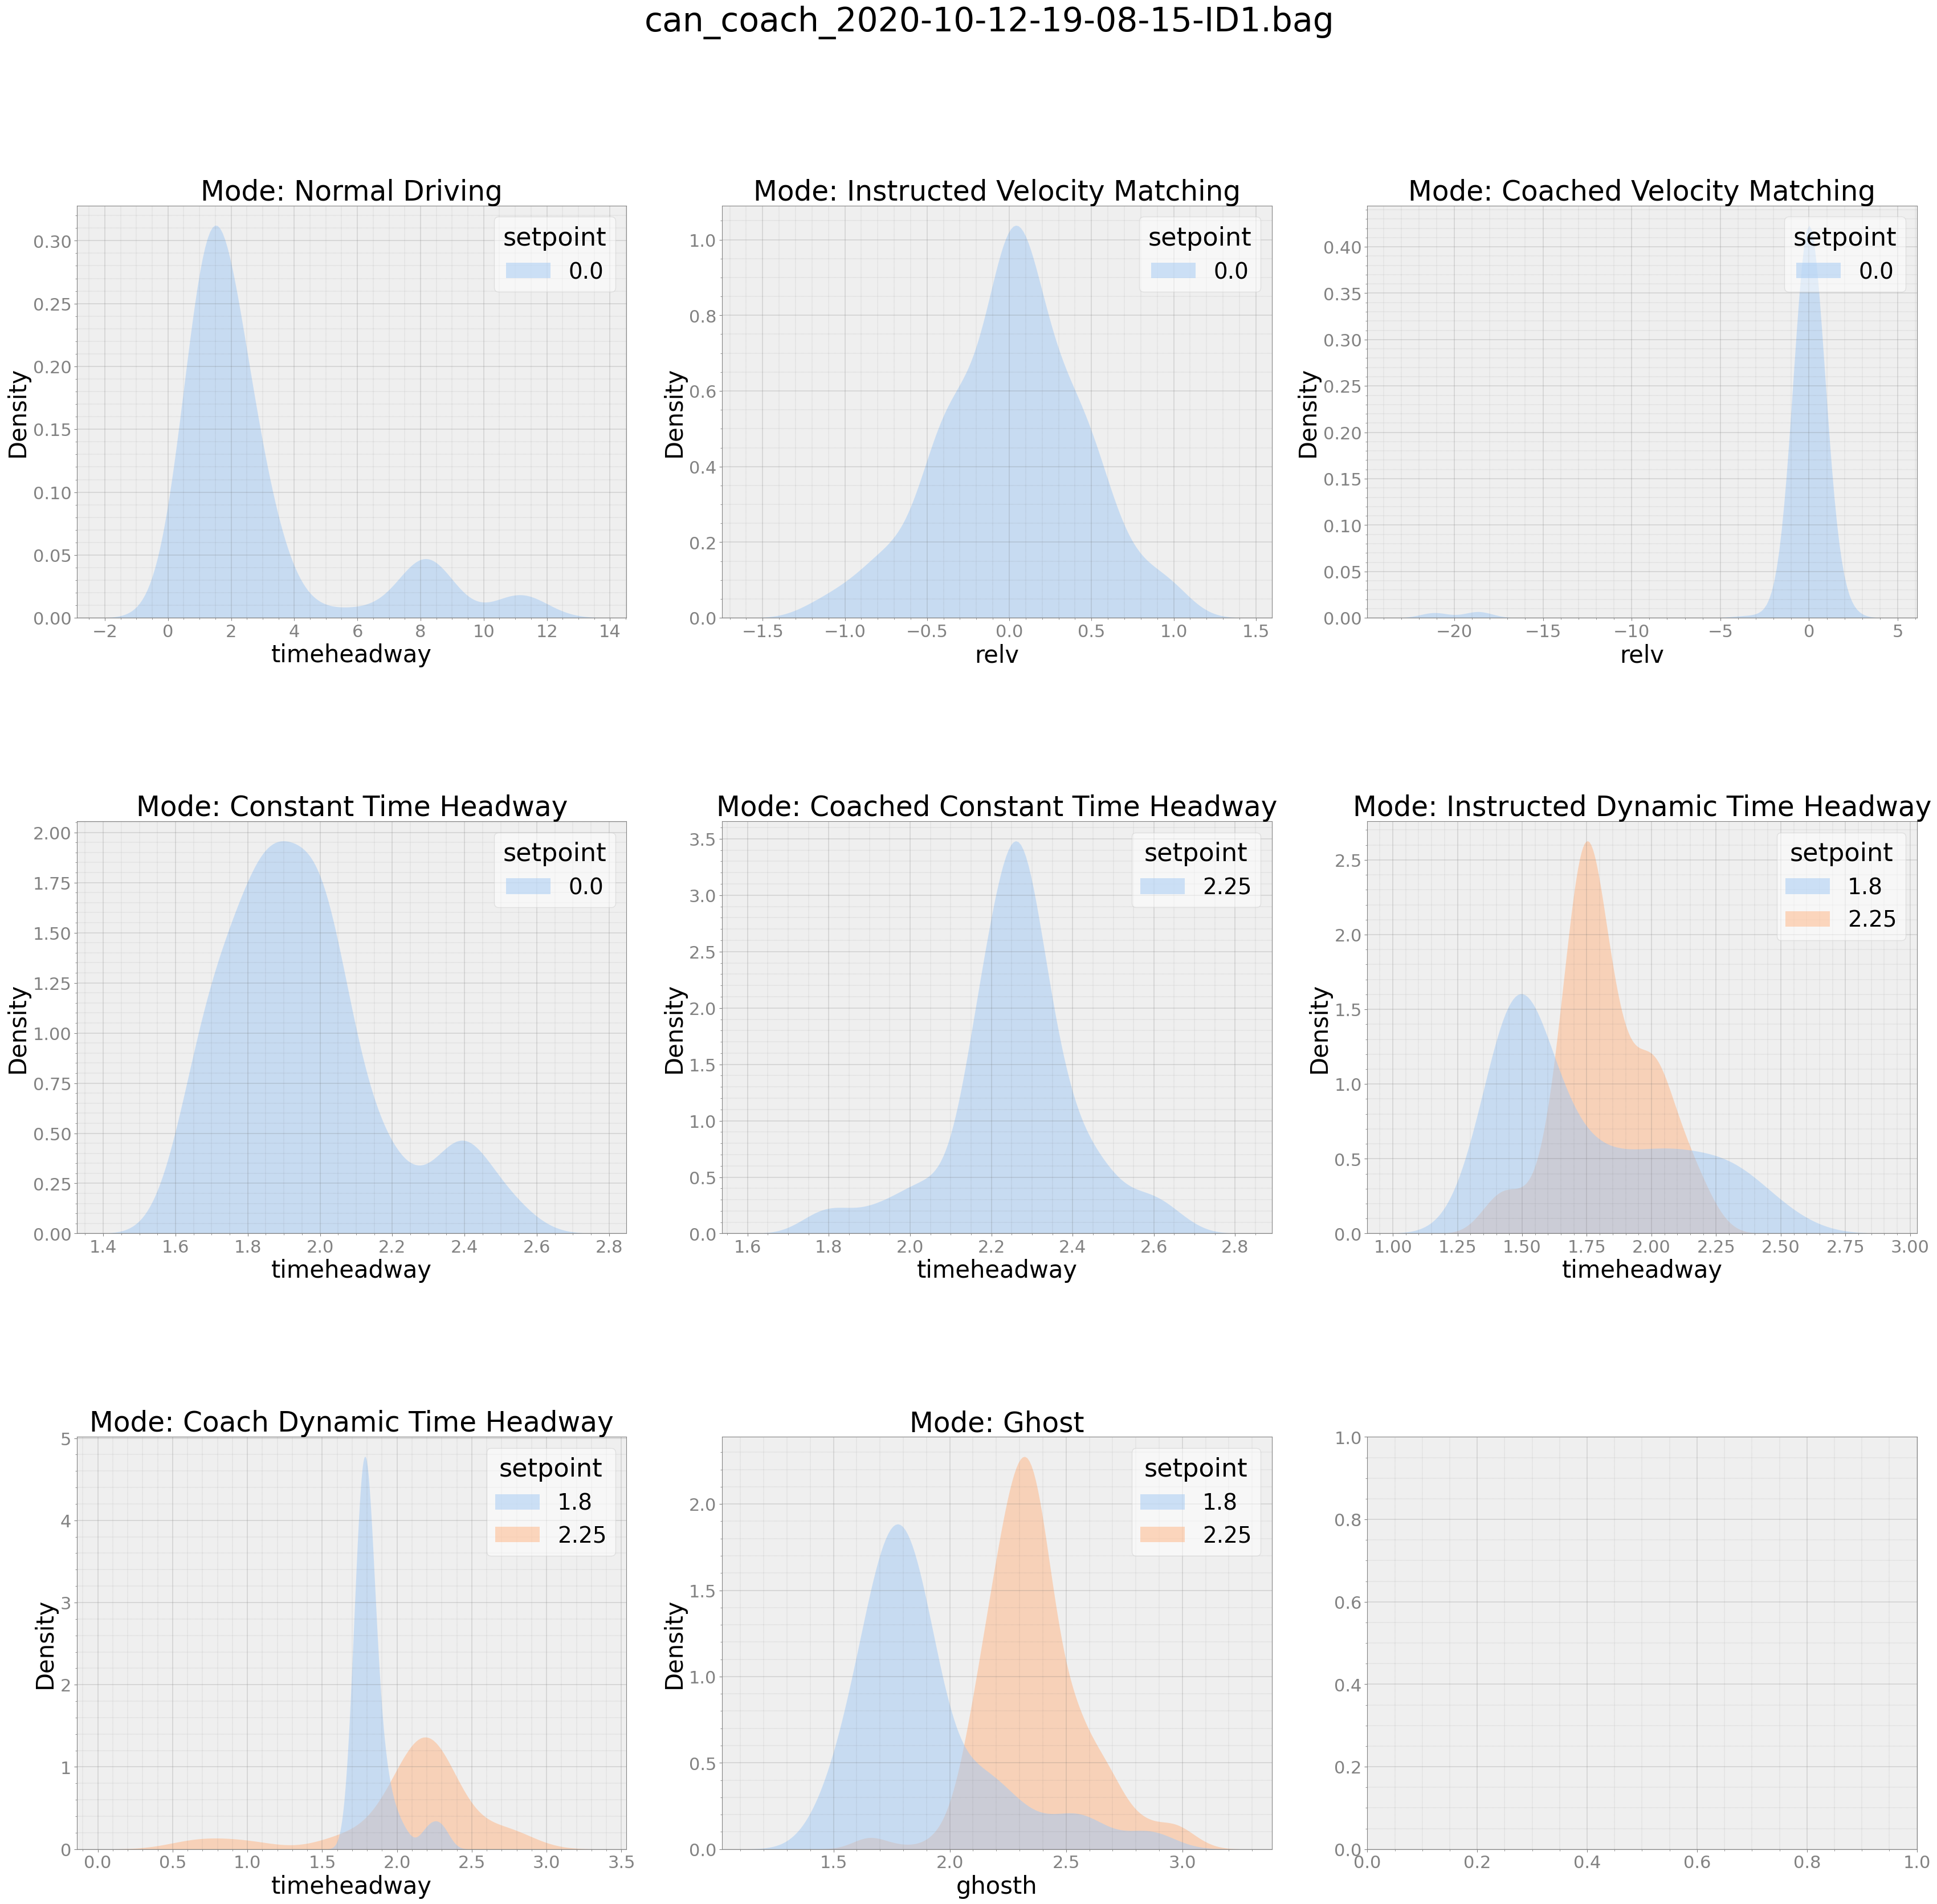 can_coach_2020-10-12-19-08-15-ID1.bag
Mode: Normal Driving
setpoint
0.0
0.30
0.25
0.20
0.15
0.10
0.05
0.00
Density
−2 0 2 4 6 8 10 12 14
timeheadway
Mode: Instructed Velocity Matching
setpoint
0.0
1.0
0.8
0.6
0.4
0.2
0.0
Density
−1.5 −1.0 −0.5 0.0 0.5 1.0 1.5
relv
Mode: Coached Velocity Matching
setpoint
0.0
0.40
0.35
0.30
0.25
0.20
0.15
0.10
0.05
0.00
Density
−20 −15 −10 −5 0 5
relv
Mode: Constant Time Headway
setpoint
0.0
2.00
1.75
1.50
1.25
1.00
0.75
0.50
0.25
0.00
Density
1.4 1.6 1.8 2.0 2.2 2.4 2.6 2.8
timeheadway
Mode: Coached Constant Time Headway
setpoint
2.25
3.5
3.0
2.5
2.0
1.5
1.0
0.5
0.0
Density
1.6 1.8 2.0 2.2 2.4 2.6 2.8
timeheadway
Mode: Instructed Dynamic Time Headway
setpoint
1.8
2.25
2.5
2.0
1.5
1.0
0.5
0.0
Density
1.00 1.25 1.50 1.75 2.00 2.25 2.50 2.75 3.00
timeheadway
Mode: Coach Dynamic Time Headway
setpoint
1.8
2.25
5
4
3
2
1
0
Density
0.0 0.5 1.0 1.5 2.0 2.5 3.0 3.5
timeheadway
Mode: Ghost
setpoint
1.8
2.25
2.0
1.5
1.0
0.5
0.0
Density
1.5 2.0 2.5 3.0
ghosth
1.0
0.8
0.6
0.4
0.2
0.0
0.0 0.2 0.4 0.6 0.8 1.0